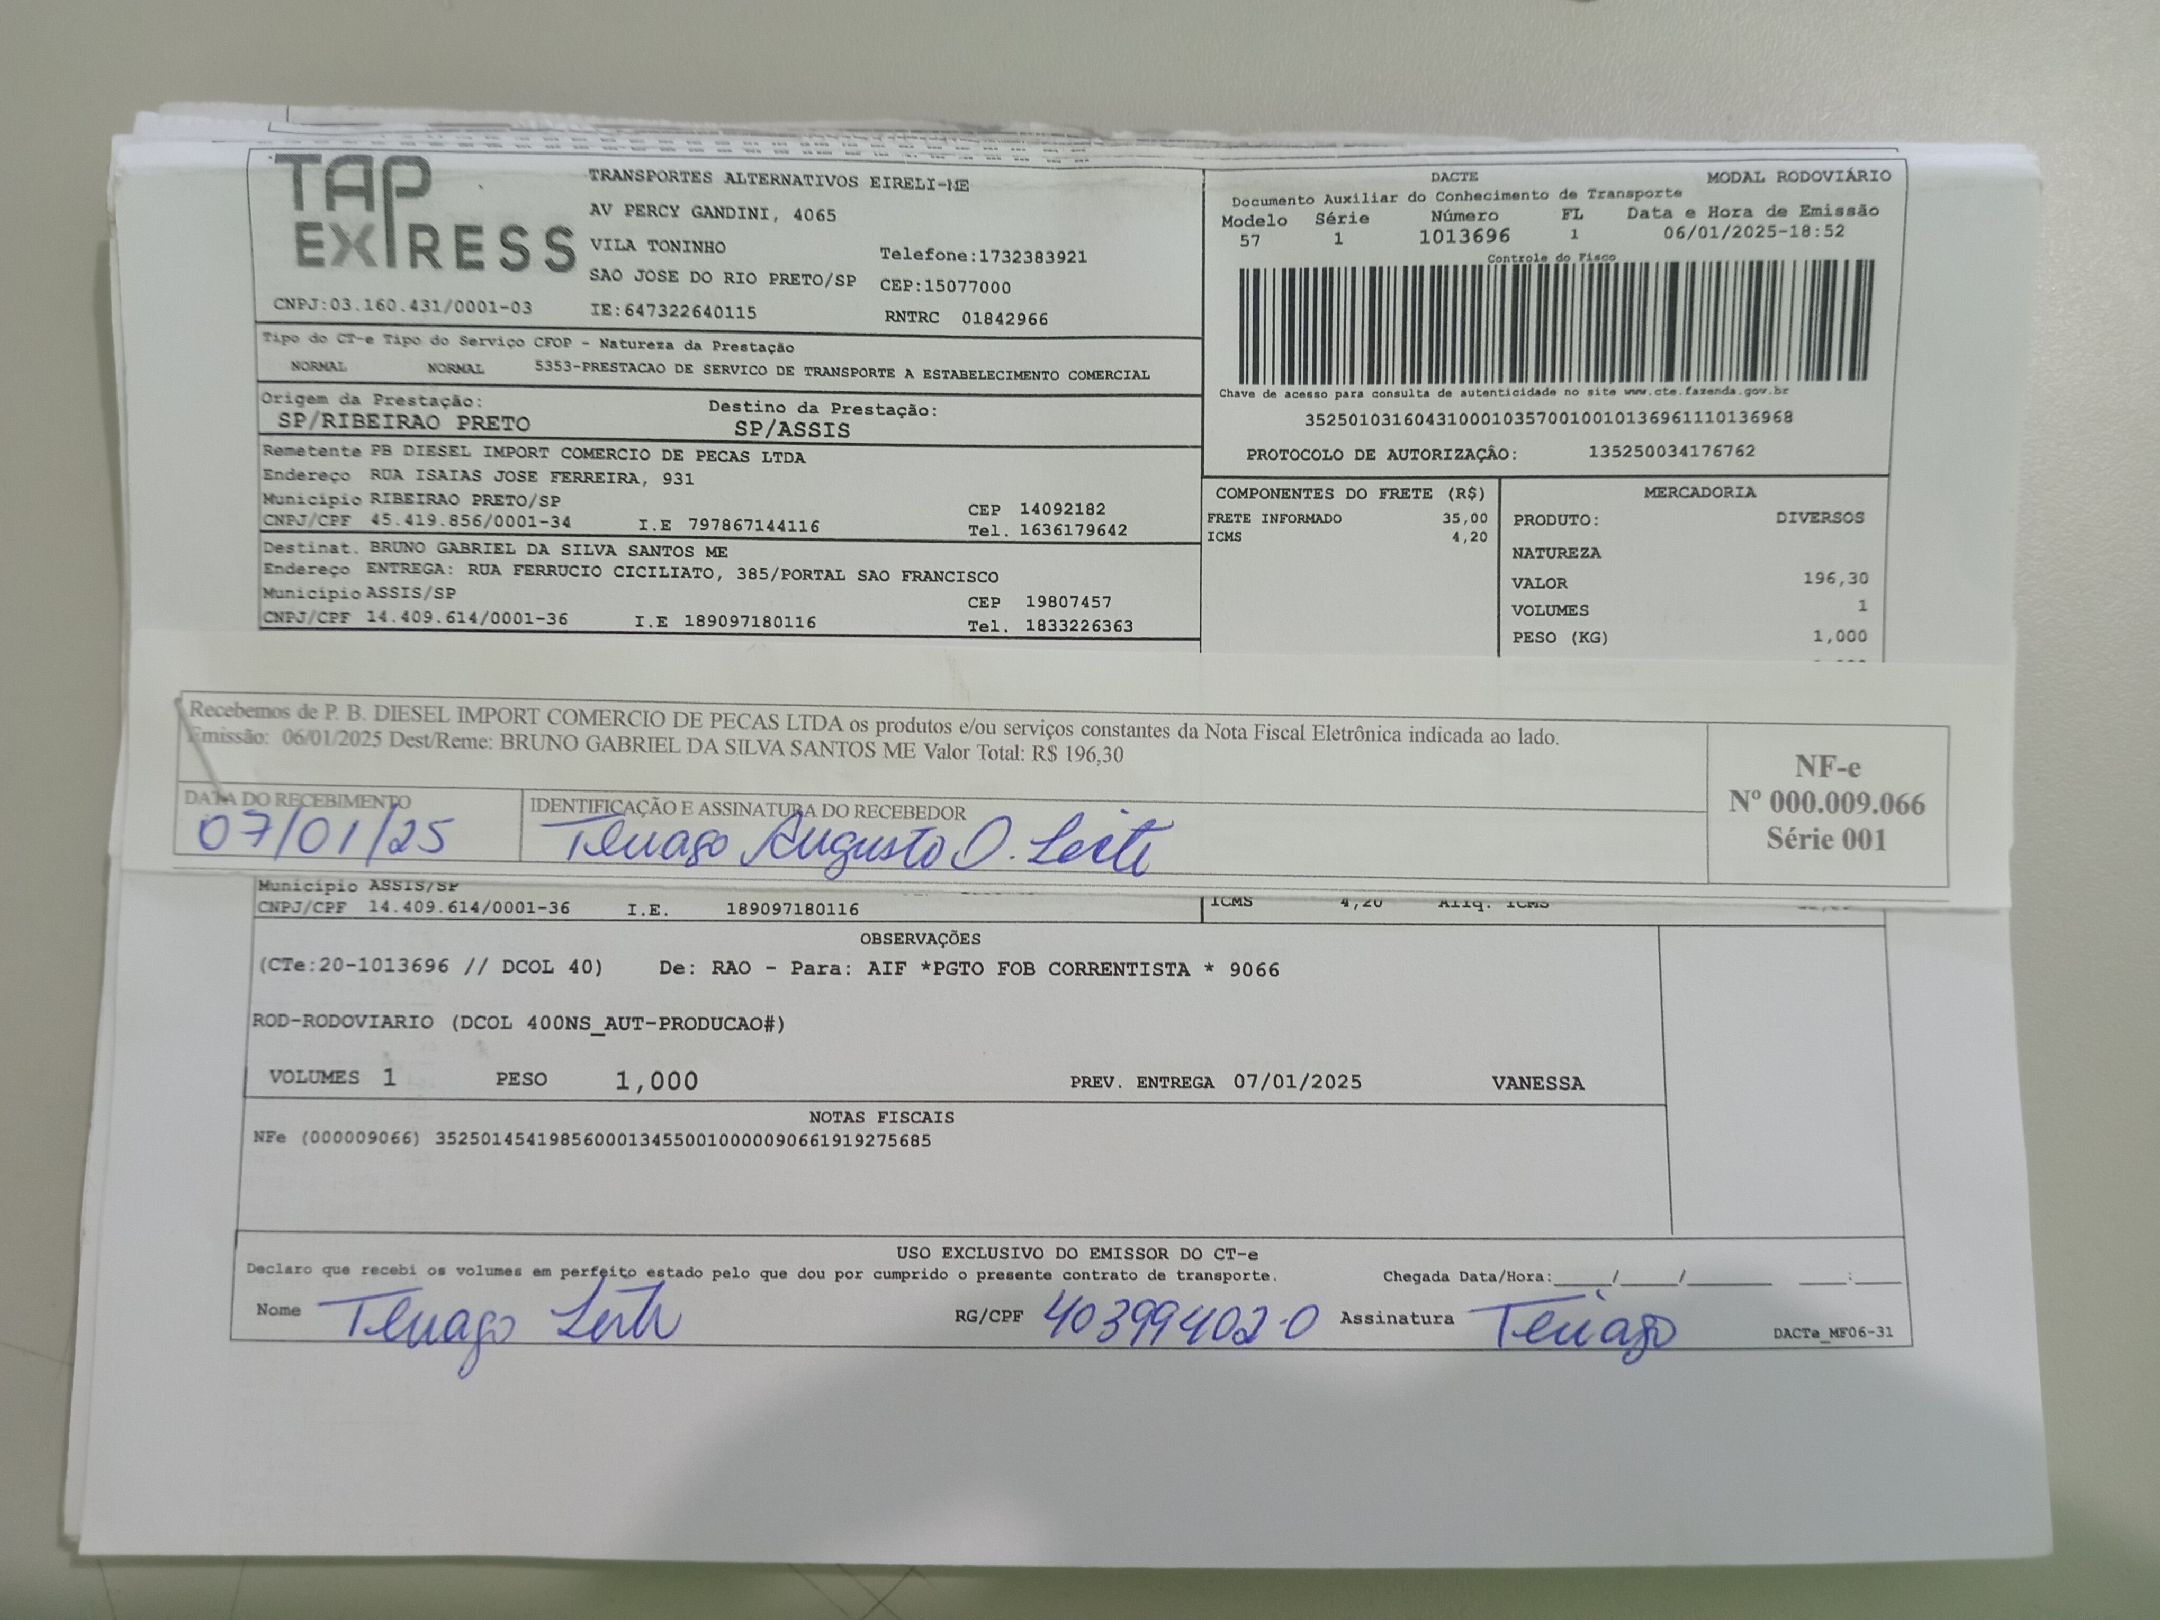 TAP EXPRESS
TRANSPORTES ALTERNATIVOS EIRELI-ME
AV PERCY GANDINI, 4065
VILA TONINHO
Telefone:1732383921
SAO JOSE DO RIO PRETO/SP
CEP:15077000
CNPJ:03.160.431/0001-03
IE:647322640115
RNTRC 01842966
DACTE
MODAL RODOVIÁRIO
Documento Auxiliar do Conhecimento de Transporte
Modelo Série Número FL Data e Hora de Emissão
57 1 1013696 1 06/01/2025-18:52
Controle do Fisco
Chave de acesso para consulta de autenticidade no site www.cte.fazenda.gov.br
35250103160431000103570010010136961110136968
PROTOCOLO DE AUTORIZAÇÃO: 135250034176762
Tipo do CT-e Tipo do Serviço CFOP - Natureza da Prestação
NORMAL NORMAL 5353-PRESTACAO DE SERVICO DE TRANSPORTE A ESTABELECIMENTO COMERCIAL
Origem da Prestação: Destino da Prestação:
SP/RIBEIRAO PRETO SP/ASSIS
Remetente PB DIESEL IMPORT COMERCIO DE PECAS LTDA
Endereço RUA ISAIAS JOSE FERREIRA, 931
Município RIBEIRAO PRETO/SP CEP 14092182
CNPJ/CPF 45.419.856/0001-34 I.E 797867144116 Tel. 1636179642
Destinat. BRUNO GABRIEL DA SILVA SANTOS ME
Endereço ENTREGA: RUA FERRUCIO CICILIATO, 385/PORTAL SAO FRANCISCO
Município ASSIS/SP CEP 19807457
CNPJ/CPF 14.409.614/0001-36 I.E 189097180116 Tel. 1833226363
COMPONENTES DO FRETE (R$)
FRETE INFORMADO 35,00
ICMS 4,20
MERCADORIA
PRODUTO: DIVERSOS
NATUREZA
VALOR 196,30
VOLUMES 1
PESO (KG) 1,000
Recebemos de P. B. DIESEL IMPORT COMERCIO DE PECAS LTDA os produtos e/ou serviços constantes da Nota Fiscal Eletrônica indicada ao lado.
Emissão: 06/01/2025 Dest/Reme: BRUNO GABRIEL DA SILVA SANTOS ME Valor Total: R$ 196,30
DATA DO RECEBIMENTO
07/01/25
IDENTIFICAÇÃO E ASSINATURA DO RECEBEDOR
Augusto O. Leite
NF-e
Nº 000.009.066
Série 001
Município ASSIS/SP
CNPJ/CPF 14.409.614/0001-36 I.E. 189097180116
ICMS 4,20 Alíq. ICMS
OBSERVAÇÕES
(CTe:20-1013696 // DCOL 40) De: RAO - Para: AIF *PGTO FOB CORRENTISTA * 9066
ROD-RODOVIARIO (DCOL 400NS_AUT-PRODUCAO#)
VOLUMES 1 PESO 1,000 PREV. ENTREGA 07/01/2025 VANESSA
NOTAS FISCAIS
NFe (000009066) 35250145419856000134550010000090661919275685
USO EXCLUSIVO DO EMISSOR DO CT-e
Declaro que recebi os volumes em perfeito estado pelo que dou por cumprido o presente contrato de transporte. Chegada Data/Hora:____/____/______ ____:____
Nome Leite RG/CPF 40399402-0 Assinatura
DACTe_MF06-31